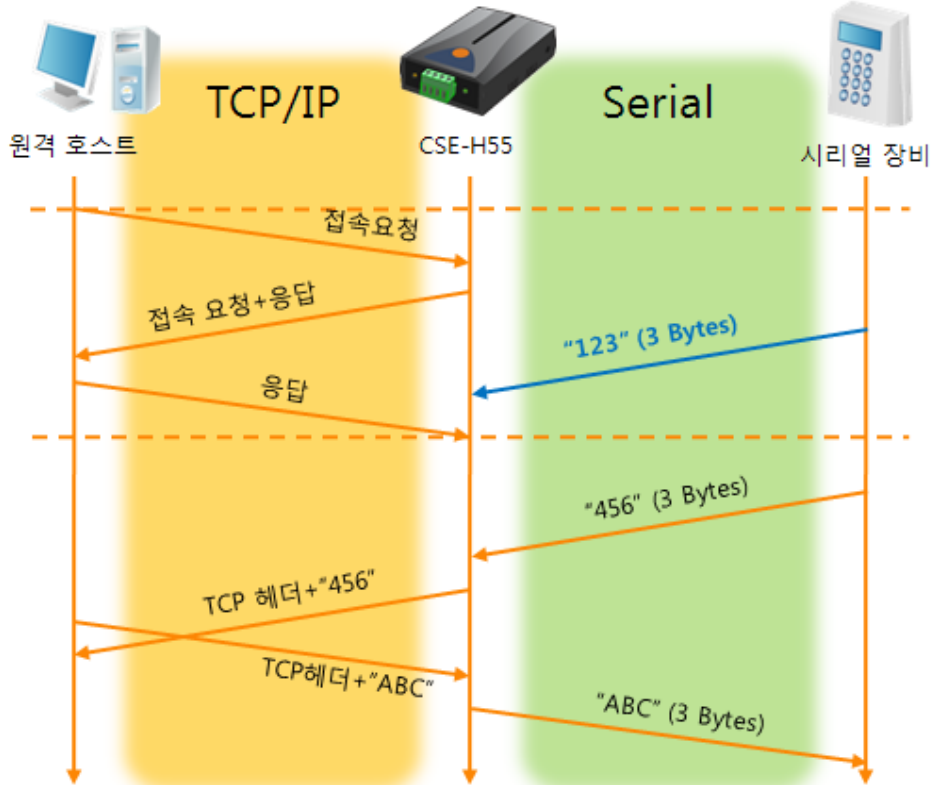 TCP/IP
Serial
원격 호스트
CSE-H55
시리얼 장비
접속요청
접속 요청+응답
"123" (3 Bytes)
응답
"456" (3 Bytes)
TCP 헤더+"456"
TCP헤더+"ABC"
"ABC" (3 Bytes)